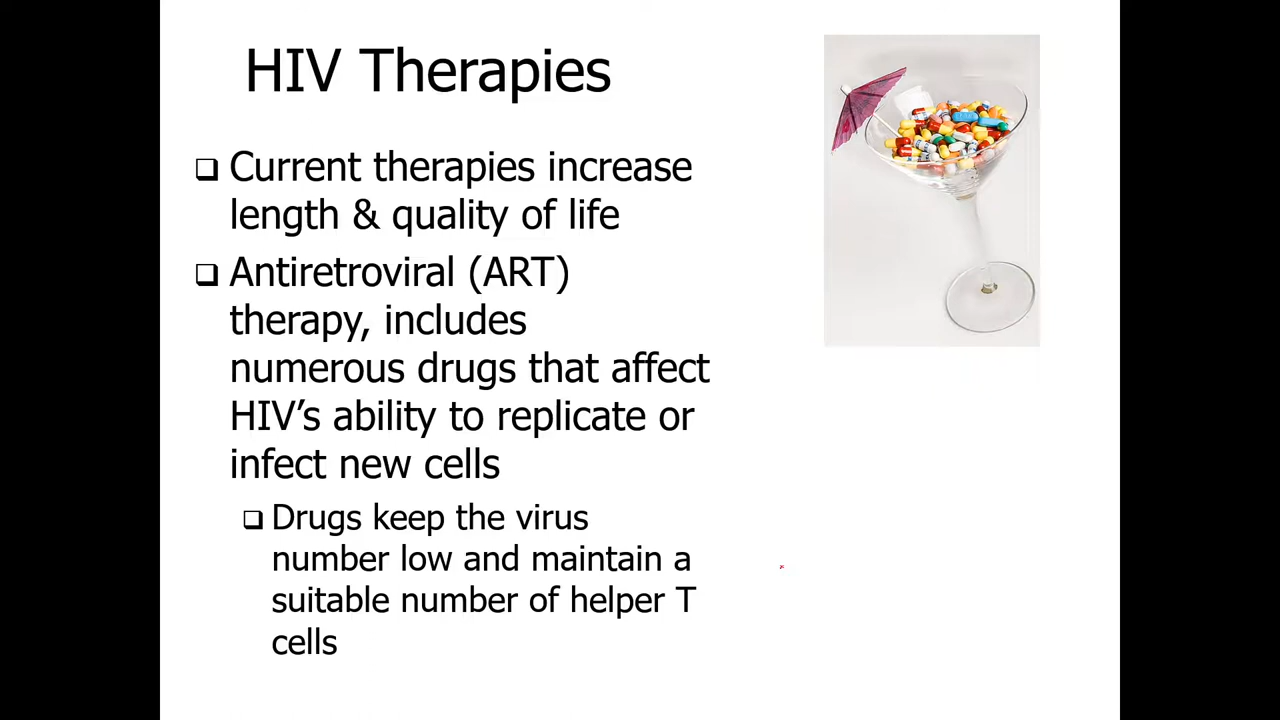 HIV Therapies
Current therapies increase
length & quality of life
Antiretroviral (ART)
therapy, includes
numerous drugs that affect
HIV’s ability to replicate or
infect new cells
Drugs keep the virus
number low and maintain a
suitable number of helper T
cells